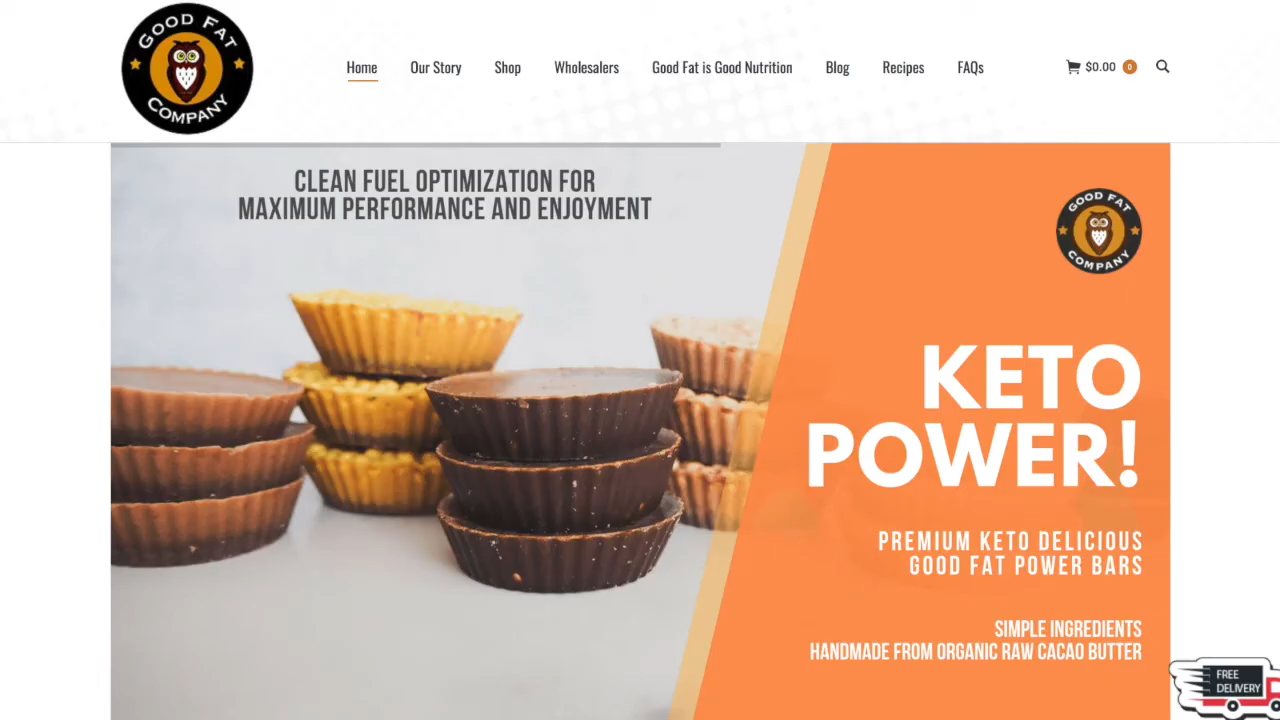 GOOD FAT
COMPANY
Home
Our Story
Shop
Wholesalers
Good Fat is Good Nutrition
Blog
Recipes
FAQs
$0.00
0
CLEAN FUEL OPTIMIZATION FOR
MAXIMUM PERFORMANCE AND ENJOYMENT
GOOD FAT
COMPANY
KETO
POWER!
PREMIUM KETO DELICIOUS
GOOD FAT POWER BARS
SIMPLE INGREDIENTS
HANDMADE FROM ORGANIC RAW CACAO BUTTER
FREE
DELIVERY